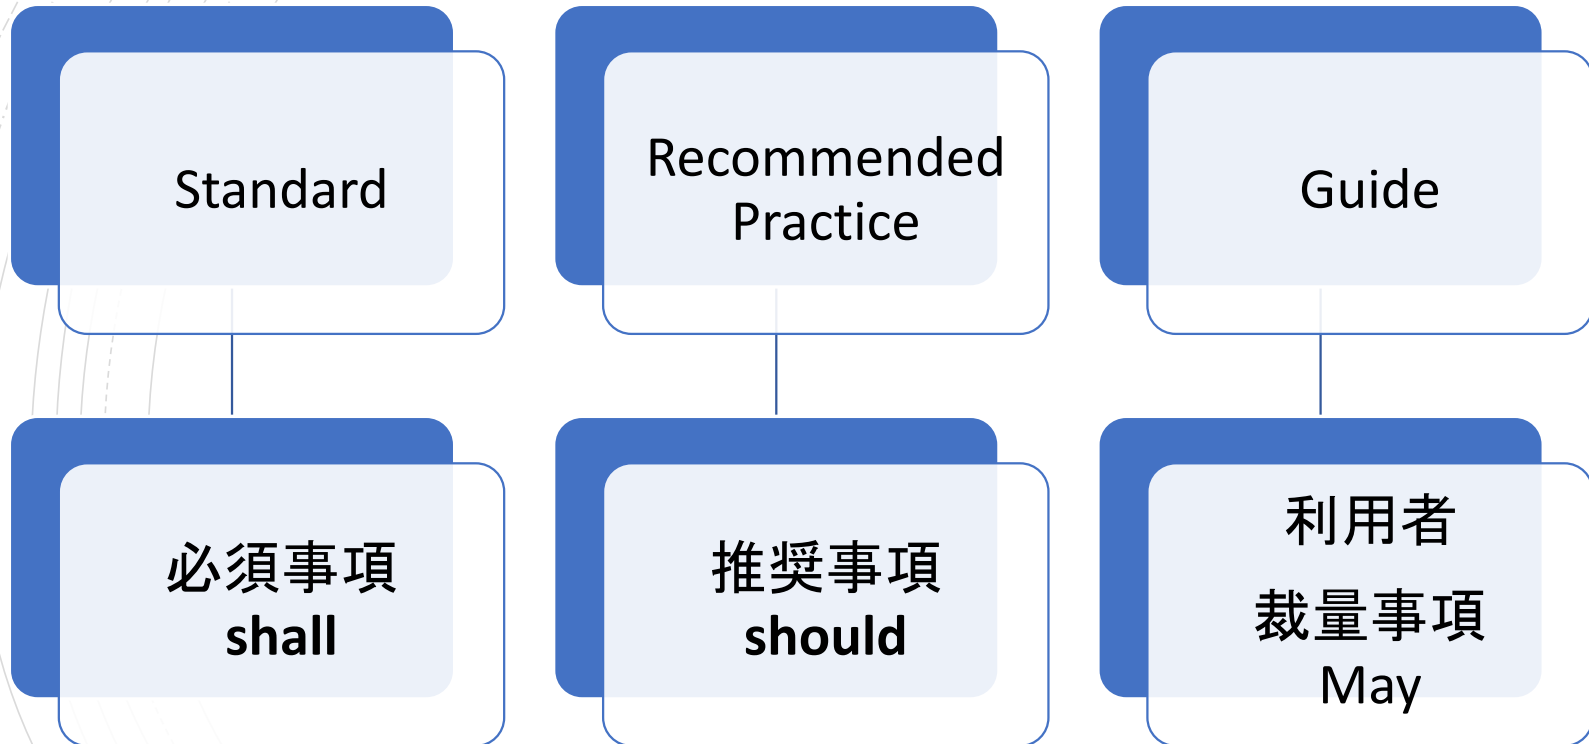 Standard
Recommended
Practice
Guide
必須事項
shall
推奨事項
should
利用者
裁量事項
May